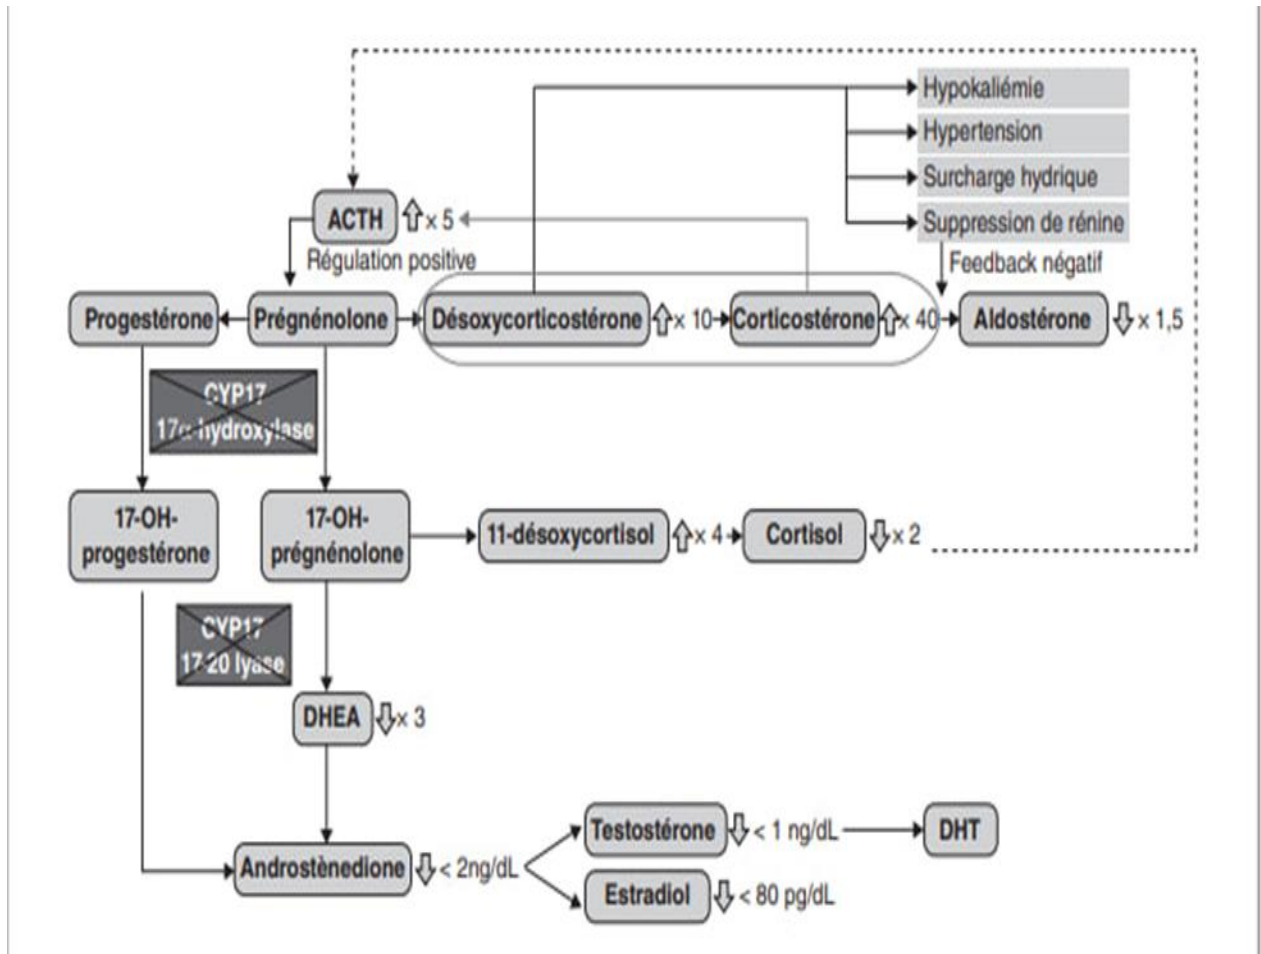 Hypokaliémie
Hypertension
Surcharge hydrique
Suppression de rénine
ACTH × 5
Régulation positive
Feedback négatif
Progestérone
Prégnénolone
Désoxycorticostérone × 10
Corticostérone × 40
Aldostérone × 1,5
CYP17
17α-hydroxylase
17-OH-
progestérone
17-OH-
prégnénolone
11-désoxycortisol × 4
Cortisol × 2
CYP17
17-20 lyase
DHEA × 3
Androstènedione < 2ng/dL
Testostérone < 1 ng/dL
DHT
Estradiol < 80 pg/dL